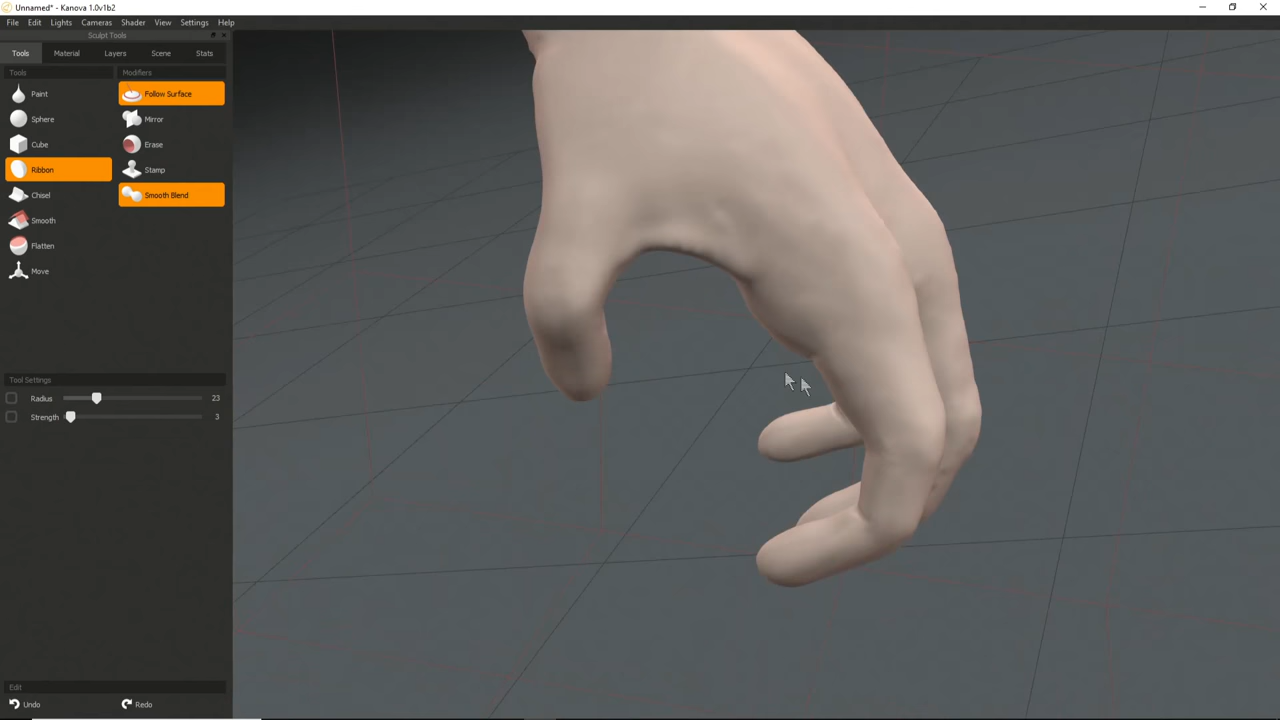 Unnamed* - Kanova 1.0v1b2
File Edit Lights Cameras Shader View Settings Help
Sculpt Tools
Tools Material Layers Scene Stats
Tools Modifiers
Paint Follow Surface
Sphere Mirror
Cube Erase
Ribbon Stamp
Chisel Smooth Blend
Smooth
Flatten
Move
Tool Settings
Radius 23
Strength 3
Edit
Undo Redo